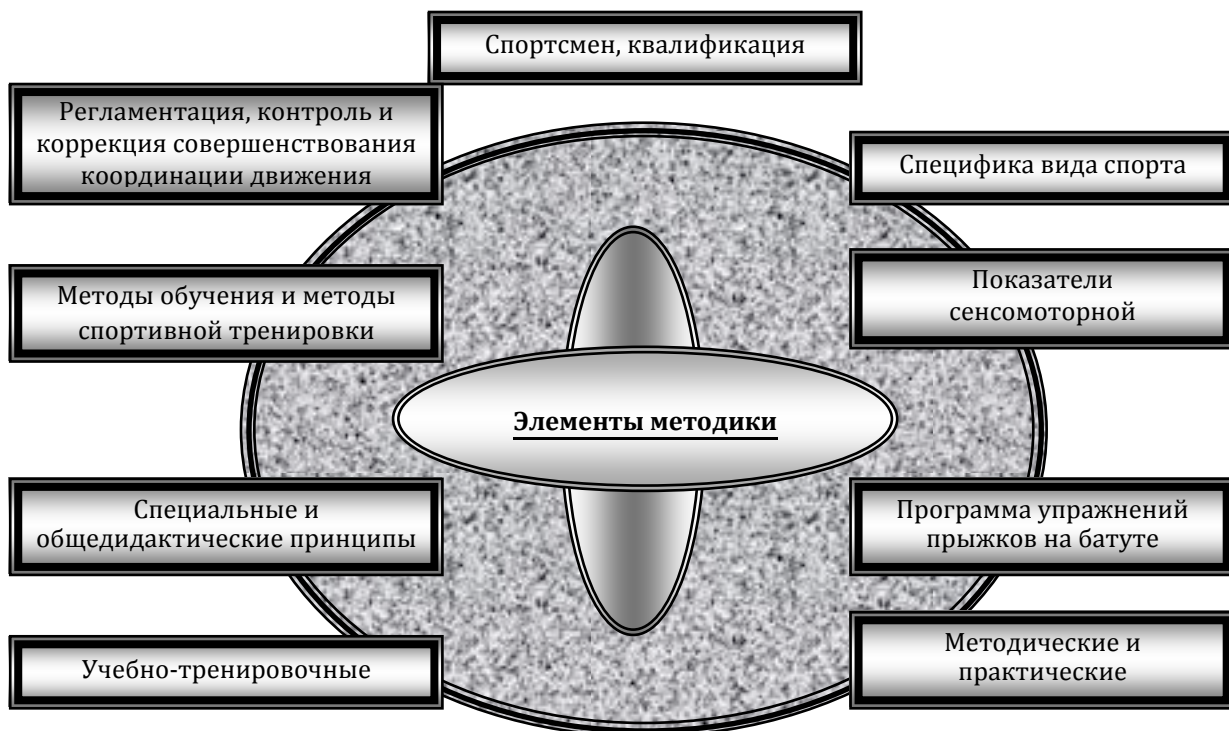 Спортсмен, квалификация
Регламентация, контроль и
коррекция совершенствования
координации движения
Специфика вида спорта
Методы обучения и методы
спортивной тренировки
Показатели
сенсомоторной
Элементы методики
Специальные и
общедидактические принципы
Программа упражнений
прыжков на батуте
Учебно-тренировочные
Методические и
практические